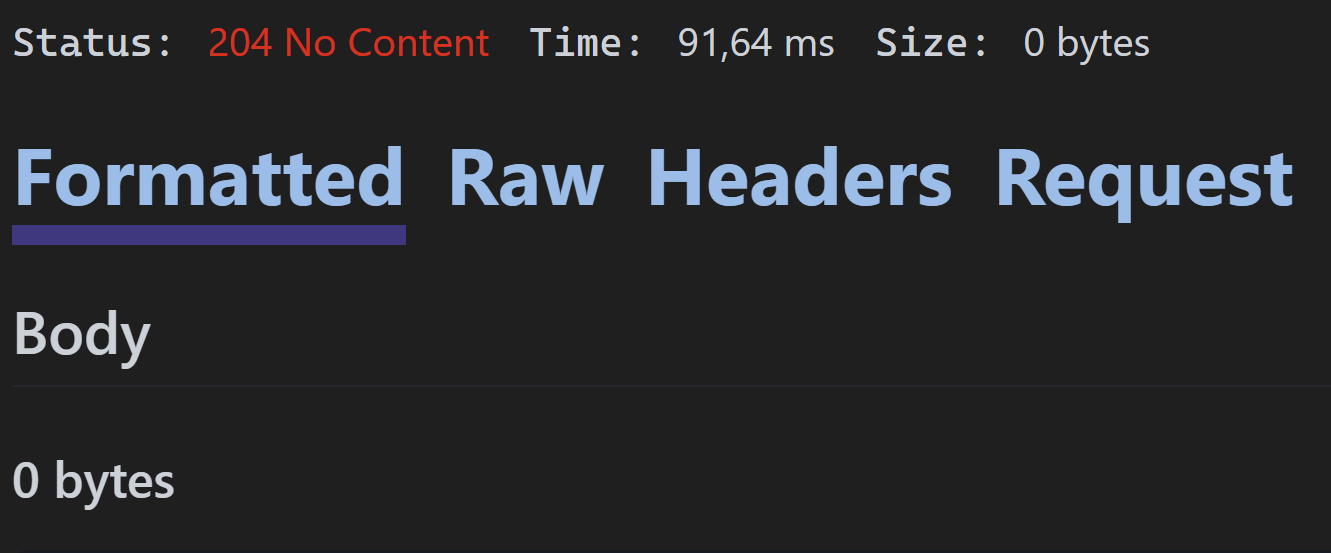 Status: 204 No Content Time: 91,64 ms Size: 0 bytes
Formatted Raw Headers Request
Body
0 bytes